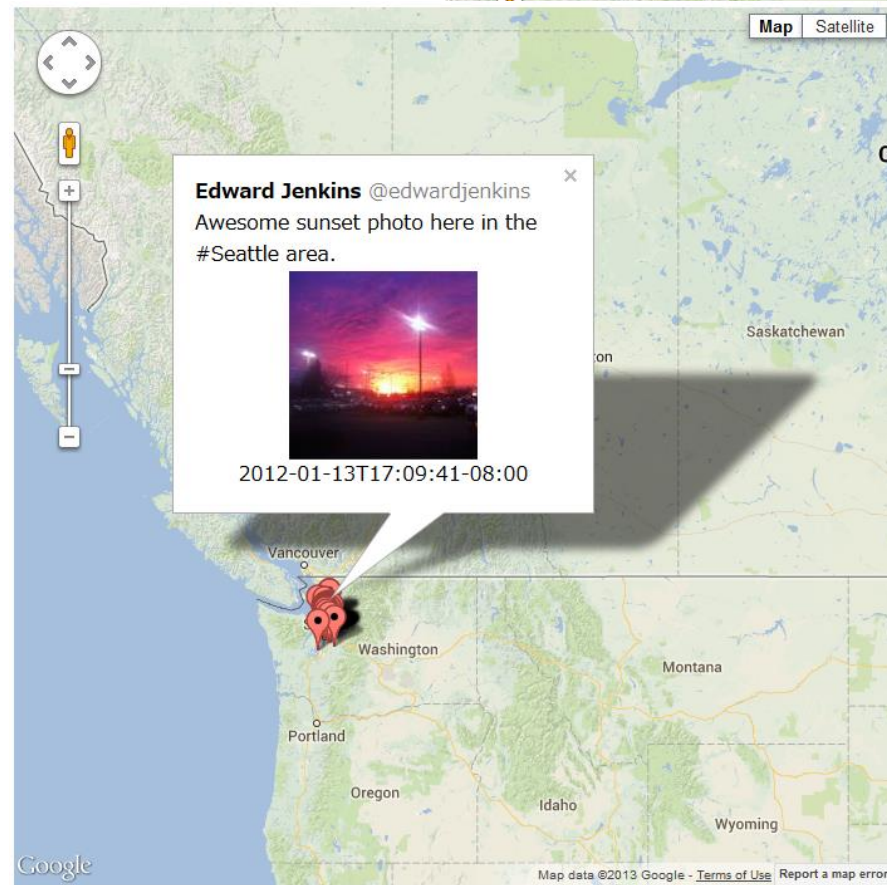 Map Satellite
Edward Jenkins @edwardjenkins
Awesome sunset photo here in the
#Seattle area.
2012-01-13T17:09:41-08:00
Saskatchewan
ton
Vancouver
Washington
Montana
Portland
Oregon
Idaho
Wyoming
Google
Map data ©2013 Google - Terms of Use Report a map error